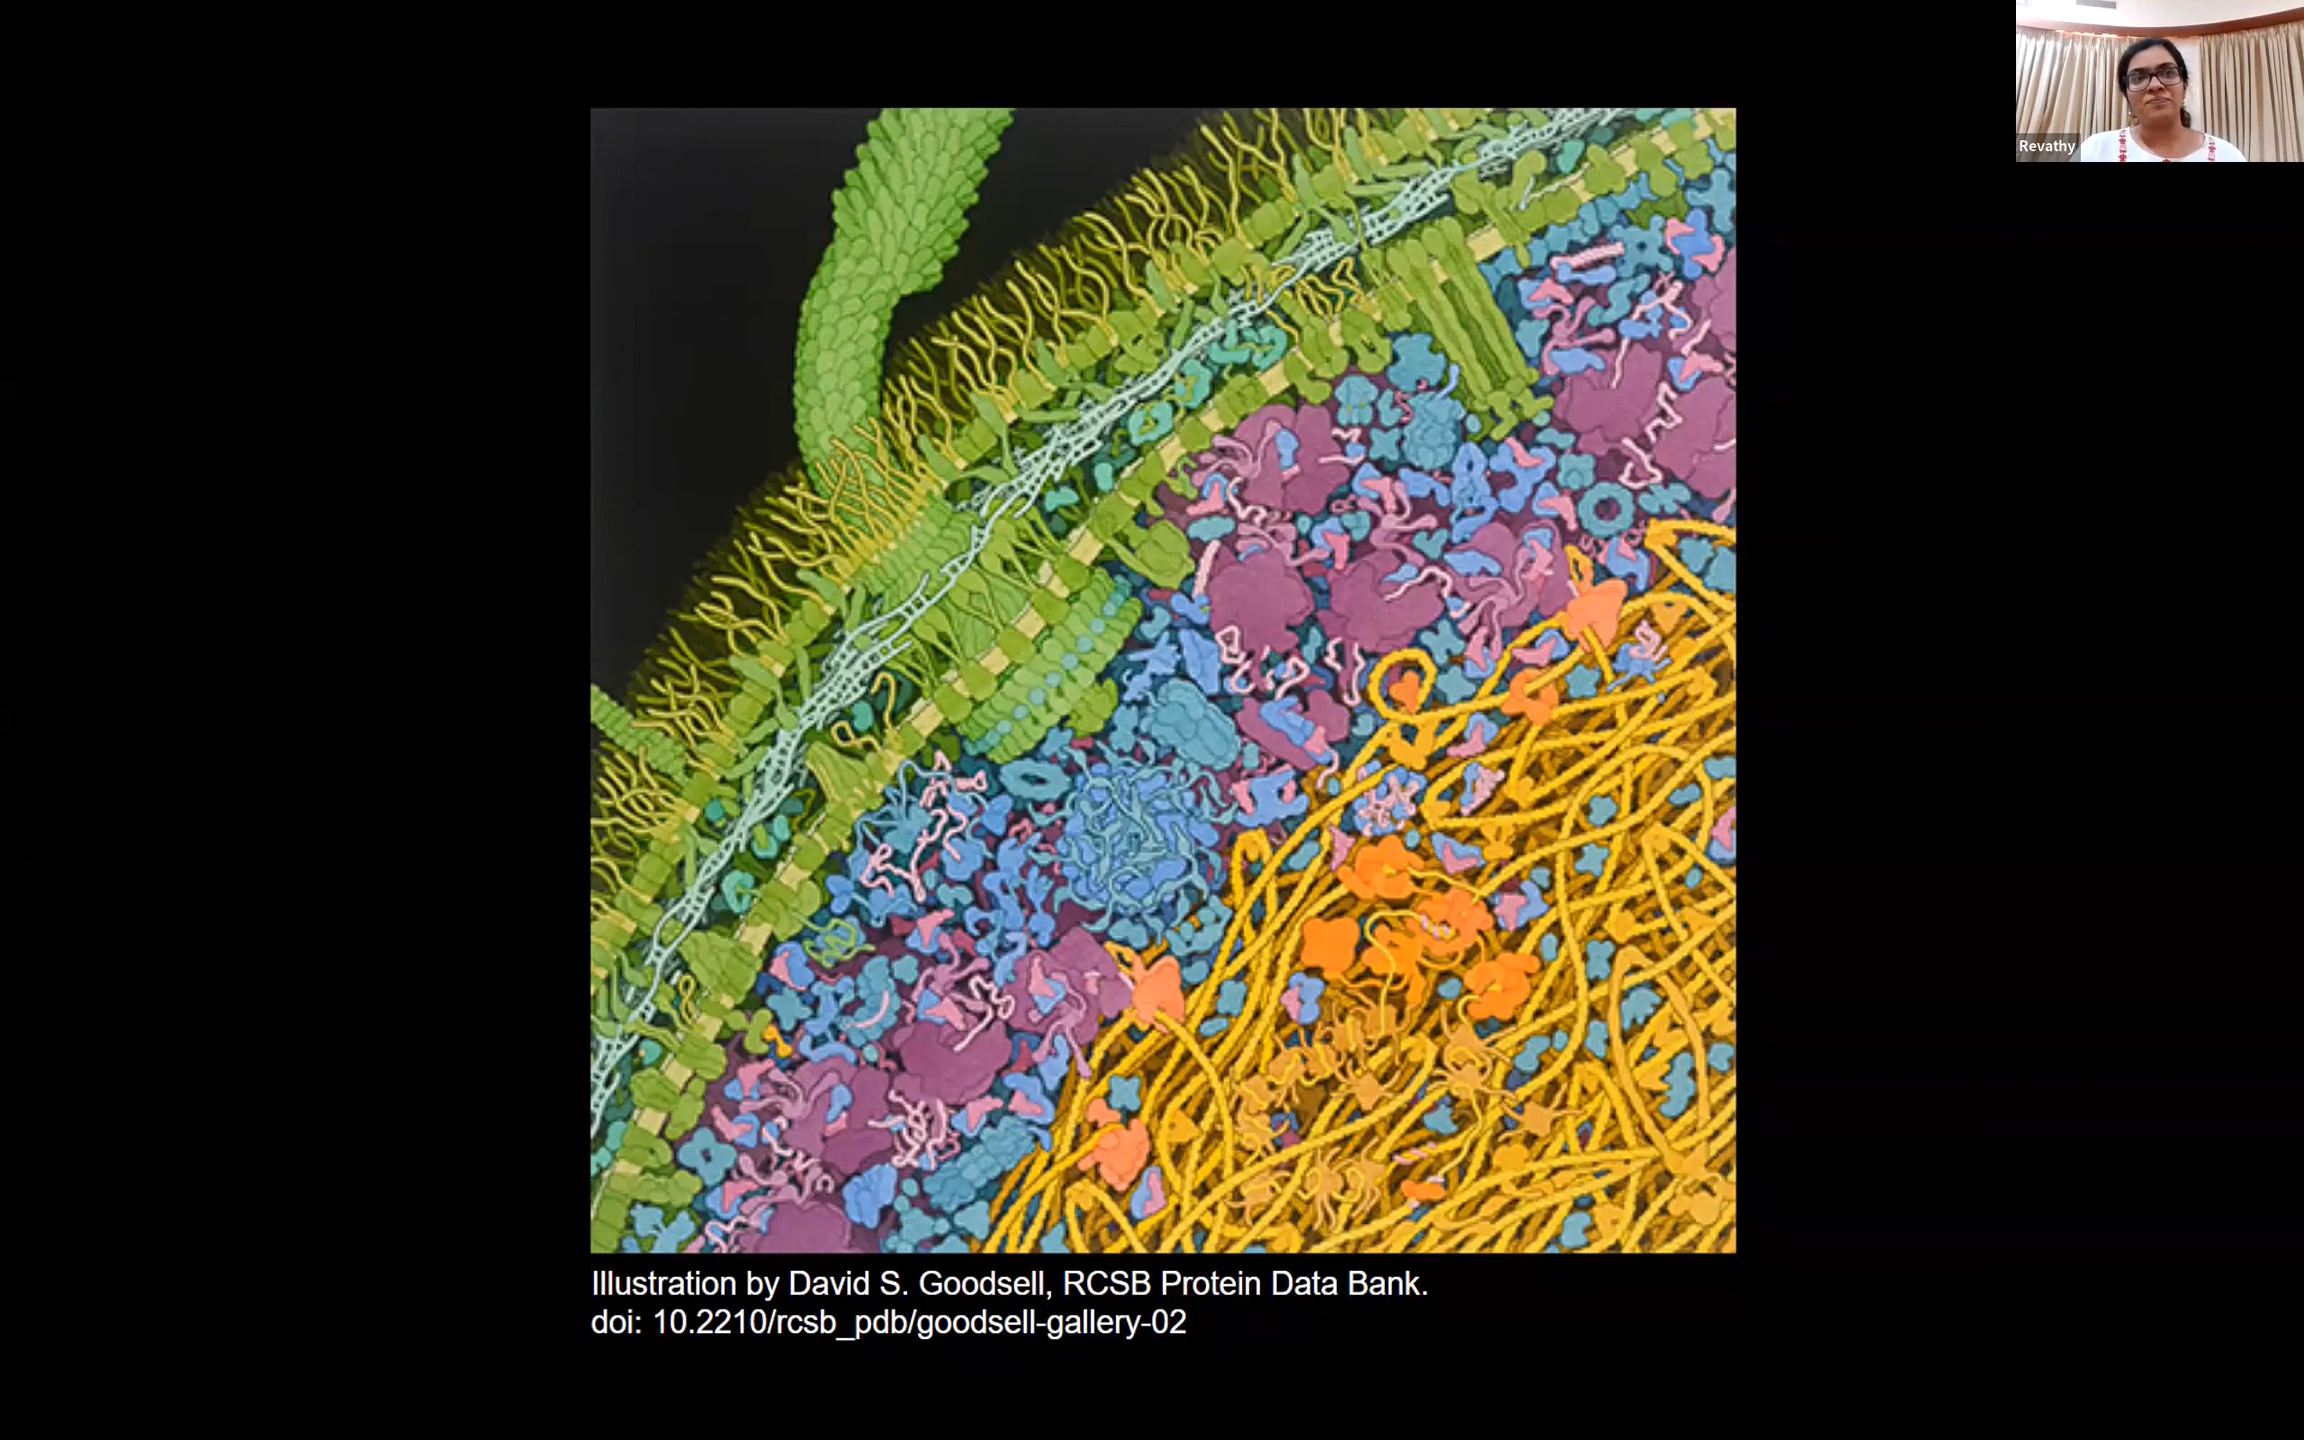 Revathy
Illustration by David S. Goodsell, RCSB Protein Data Bank.
doi: 10.2210/rcsb_pdb/goodsell-gallery-02